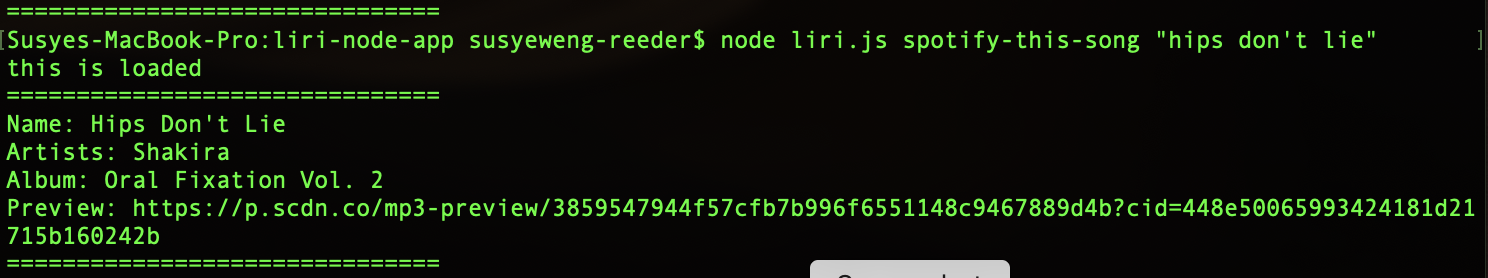 ===============================
[Susyes-MacBook-Pro:liri-node-app susyeweng-reeder$ node liri.js spotify-this-song "hips don't lie" ]
this is loaded
===============================
Name: Hips Don't Lie
Artists: Shakira
Album: Oral Fixation Vol. 2
Preview: https://p.scdn.co/mp3-preview/3859547944f57cfb7b996f6551148c9467889d4b?cid=448e50065993424181d21
715b160242b
===============================